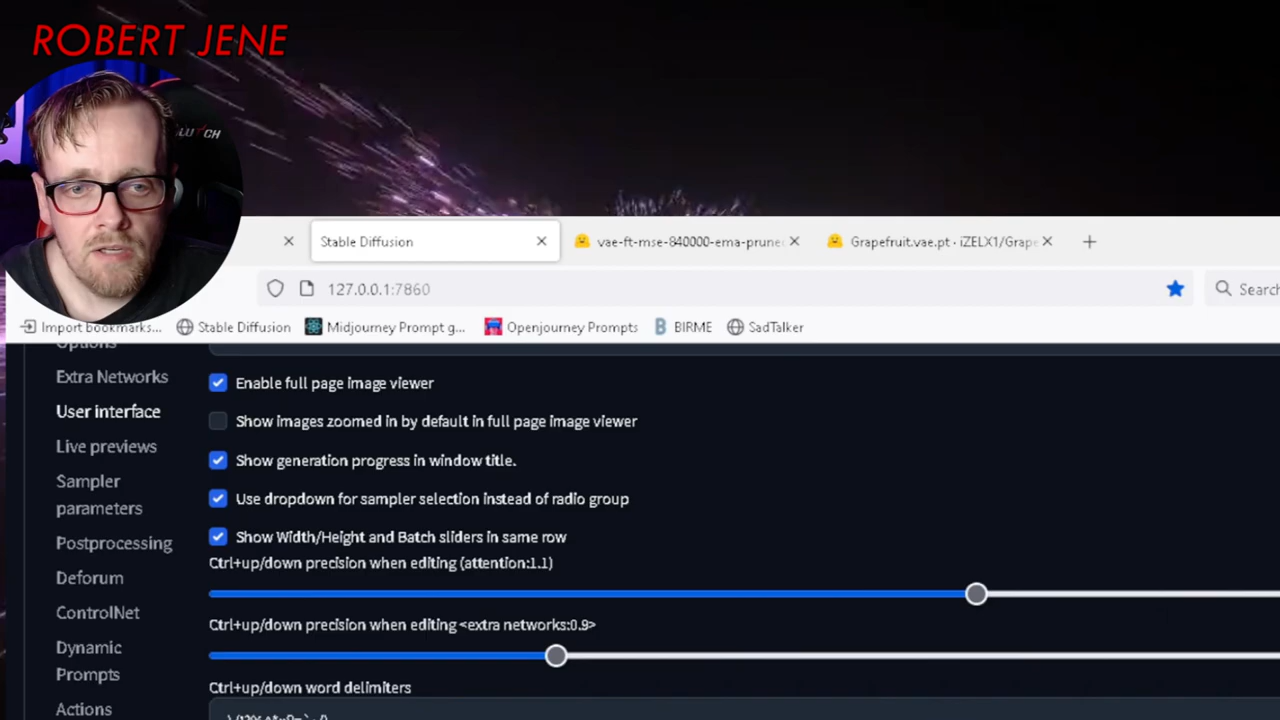 ROBERT JENE
Stable Diffusion
vae-ft-mse-840000-ema-prune
Grapefruit.vae.pt · iZELX1/Grape
127.0.0.1:7860
Search
Import bookmarks...
Stable Diffusion
Midjourney Prompt g...
Openjourney Prompts
BIRME
SadTalker
Options
Extra Networks
User interface
Live previews
Sampler
parameters
Postprocessing
Deforum
ControlNet
Dynamic
Prompts
Actions
Enable full page image viewer
Show images zoomed in by default in full page image viewer
Show generation progress in window title.
Use dropdown for sampler selection instead of radio group
Show Width/Height and Batch sliders in same row
Ctrl+up/down precision when editing (attention:1.1)
Ctrl+up/down precision when editing <extra networks:0.9>
Ctrl+up/down word delimiters